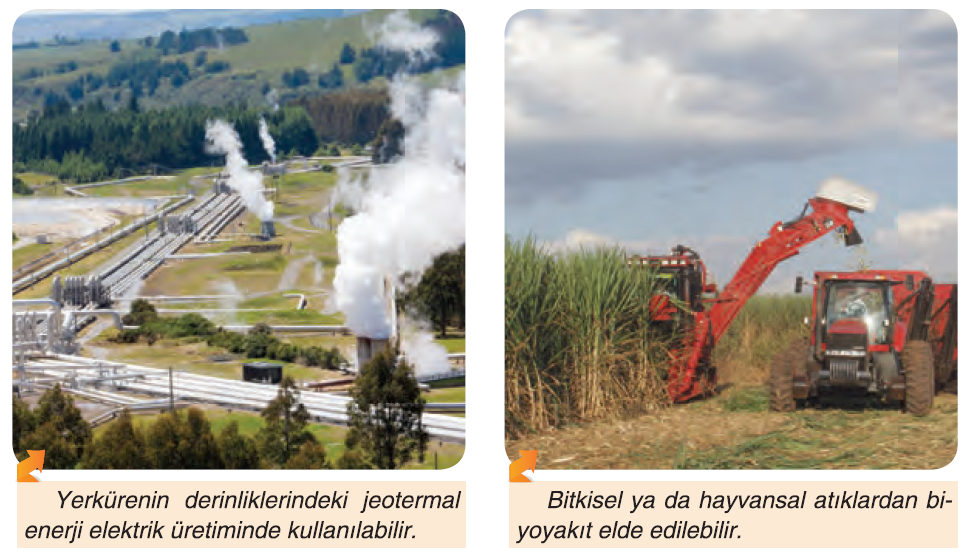 Yerkürenin derinliklerindeki jeotermal
enerji elektrik üretiminde kullanılabilir.
Bitkisel ya da hayvansal atıklardan bi-
yoyakıt elde edilebilir.